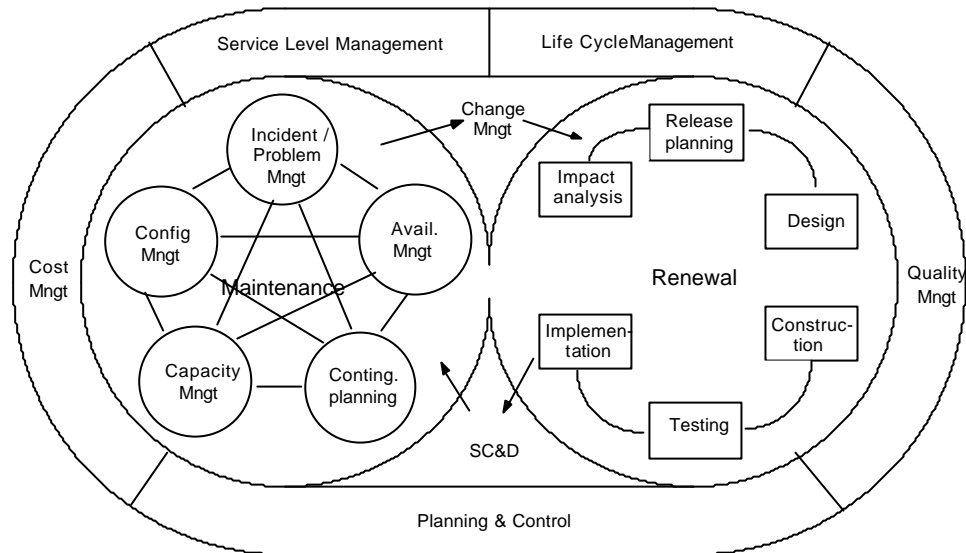 Service Level Management
Life CycleManagement
Change
Mngt
Incident /
Problem
Mngt
Release
planning
Impact
analysis
Config
Mngt
Avail.
Mngt
Design
Cost
Mngt
Maintenance
Renewal
Quality
Mngt
Implemen-
tation
Construc-
tion
Capacity
Mngt
Conting.
planning
Testing
SC&D
Planning & Control